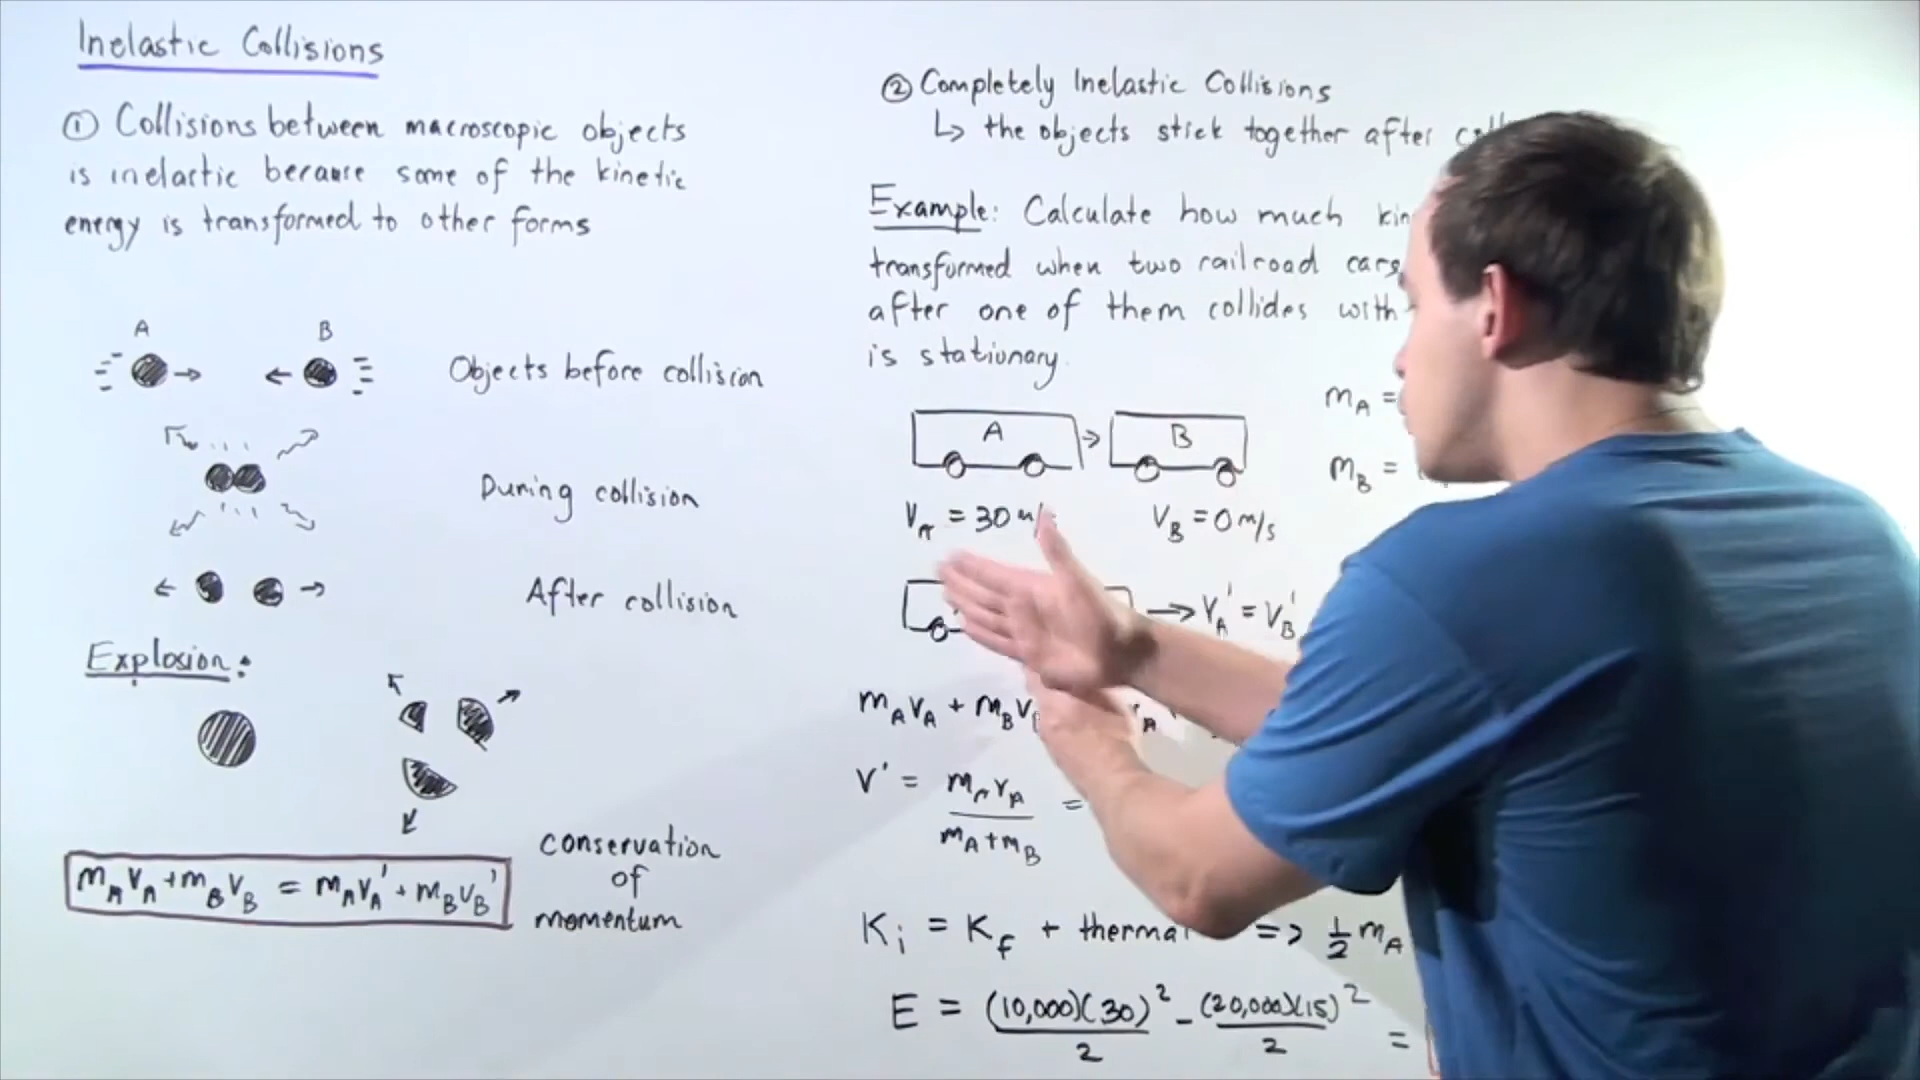 Inelastic Collisions
① Collisions between macroscopic objects
is inelastic because some of the kinetic
energy is transformed to other forms
A B
Objects before collision
During collision
After collision
Explosion:
conservation
of
momentum
m_A v_A + m_B v_B = m_A v_A' + m_B v_B'
② Completely Inelastic Collisions
↳ the objects stick together after
Example: Calculate how much
transformed when two railroad cars
after one of them collides with
is stationary.
A B
m_A =
m_B =
v_A = 30 m/
v_B = 0 m/s
→ v_A' = v_B'
m_A v_A + m_B v
v' = m_A v_A / m_A + m_B =
K_i = K_f + thermal => 1/2 m_A
E = (10,000)(30)² / 2 - (20,000)(15)² / 2 =